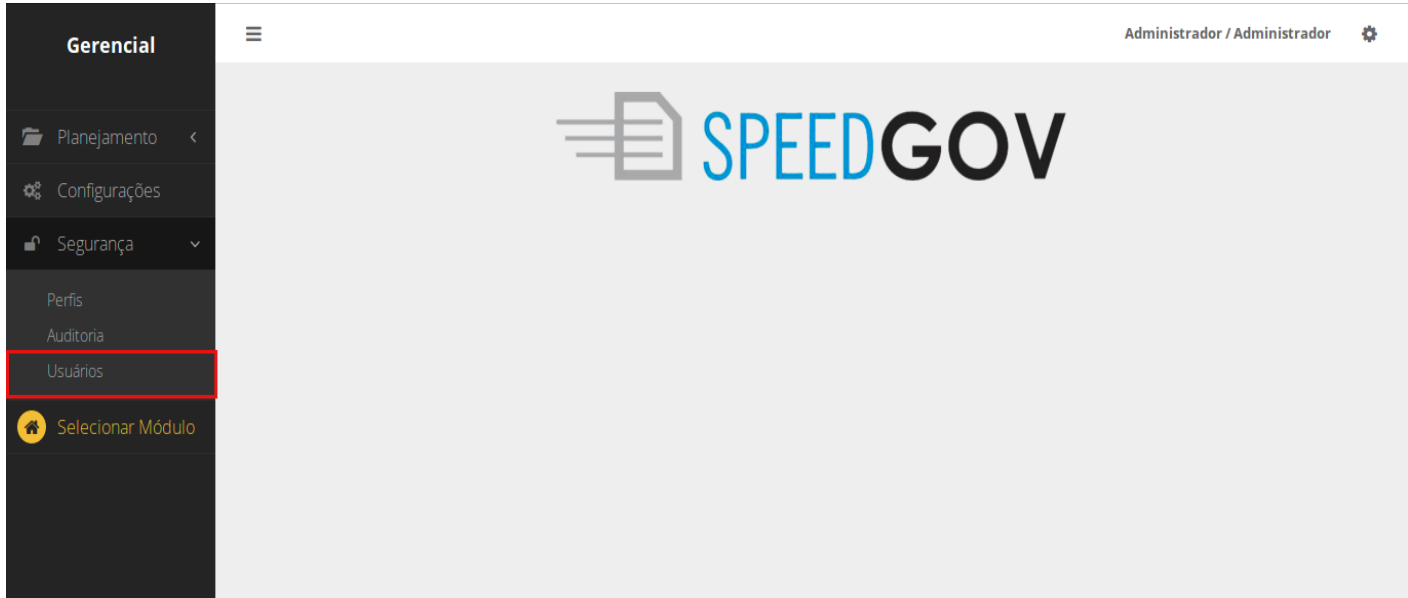 Gerencial
Administrador / Administrador
SPEEDGOV
Planejamento
Configurações
Segurança
Perfis
Auditoria
Usuários
Selecionar Módulo